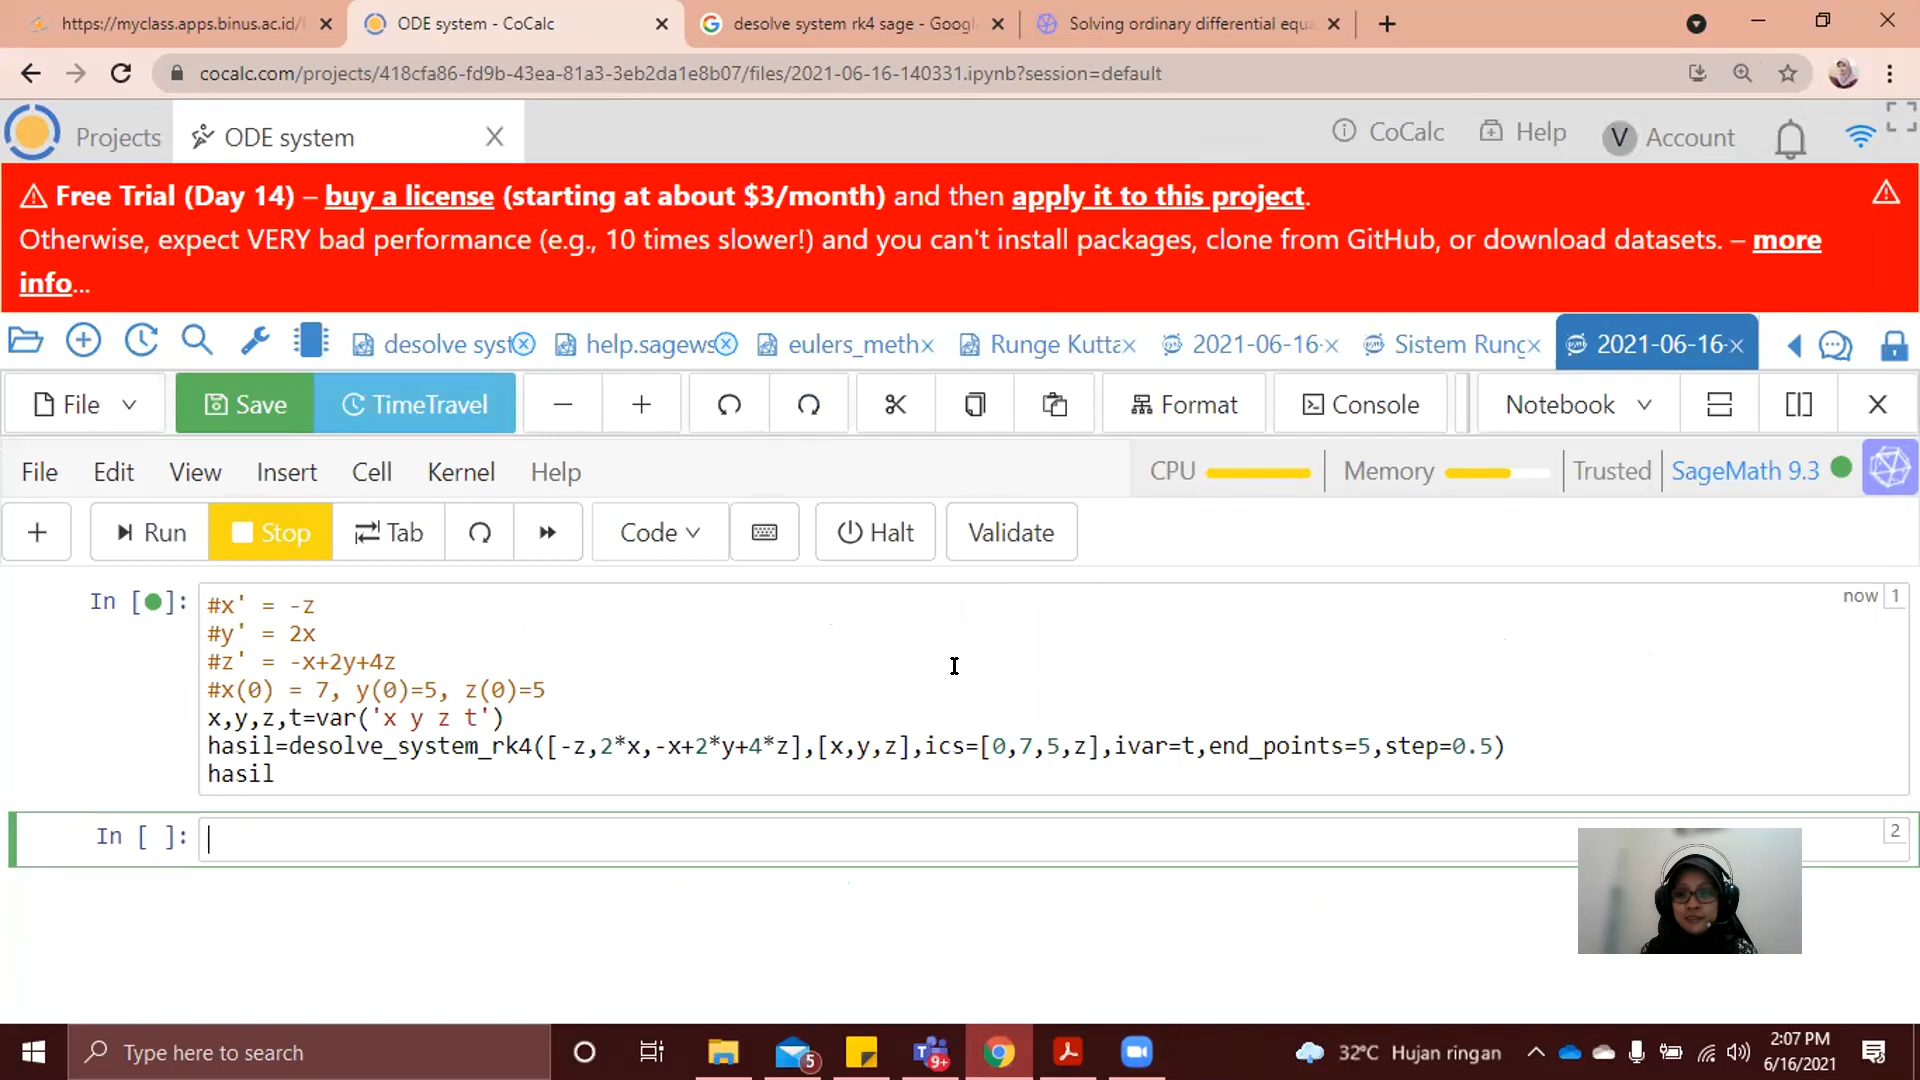 https://myclass.apps.binus.ac.id/
ODE system - CoCalc
desolve system rk4 sage - Googl
Solving ordinary differential equa
cocalc.com/projects/418cfa86-fd9b-43ea-81a3-3eb2da1e8b07/files/2021-06-16-140331.ipynb?session=default
Projects
ODE system
CoCalc
Help
V Account
Free Trial (Day 14) – buy a license (starting at about $3/month) and then apply it to this project.
Otherwise, expect VERY bad performance (e.g., 10 times slower!) and you can't install packages, clone from GitHub, or download datasets. – more
info...
desolve syst
help.sagews
eulers_meth
Runge Kutta
2021-06-16-
Sistem Rung
2021-06-16-
File
Save
TimeTravel
Format
Console
Notebook
File Edit View Insert Cell Kernel Help
CPU
Memory
Trusted
SageMath 9.3
Run
Stop
Tab
Code
Halt
Validate
In [ ]:
#x' = -z
#y' = 2x
#z' = -x+2y+4z
#x(0) = 7, y(0)=5, z(0)=5
x,y,z,t=var('x y z t')
hasil=desolve_system_rk4([-z,2*x,-x+2*y+4*z],[x,y,z],ics=[0,7,5,z],ivar=t,end_points=5,step=0.5)
hasil
now 1
In [ ]:
2
Type here to search
5
9+
32°C Hujan ringan
2:07 PM
6/16/2021